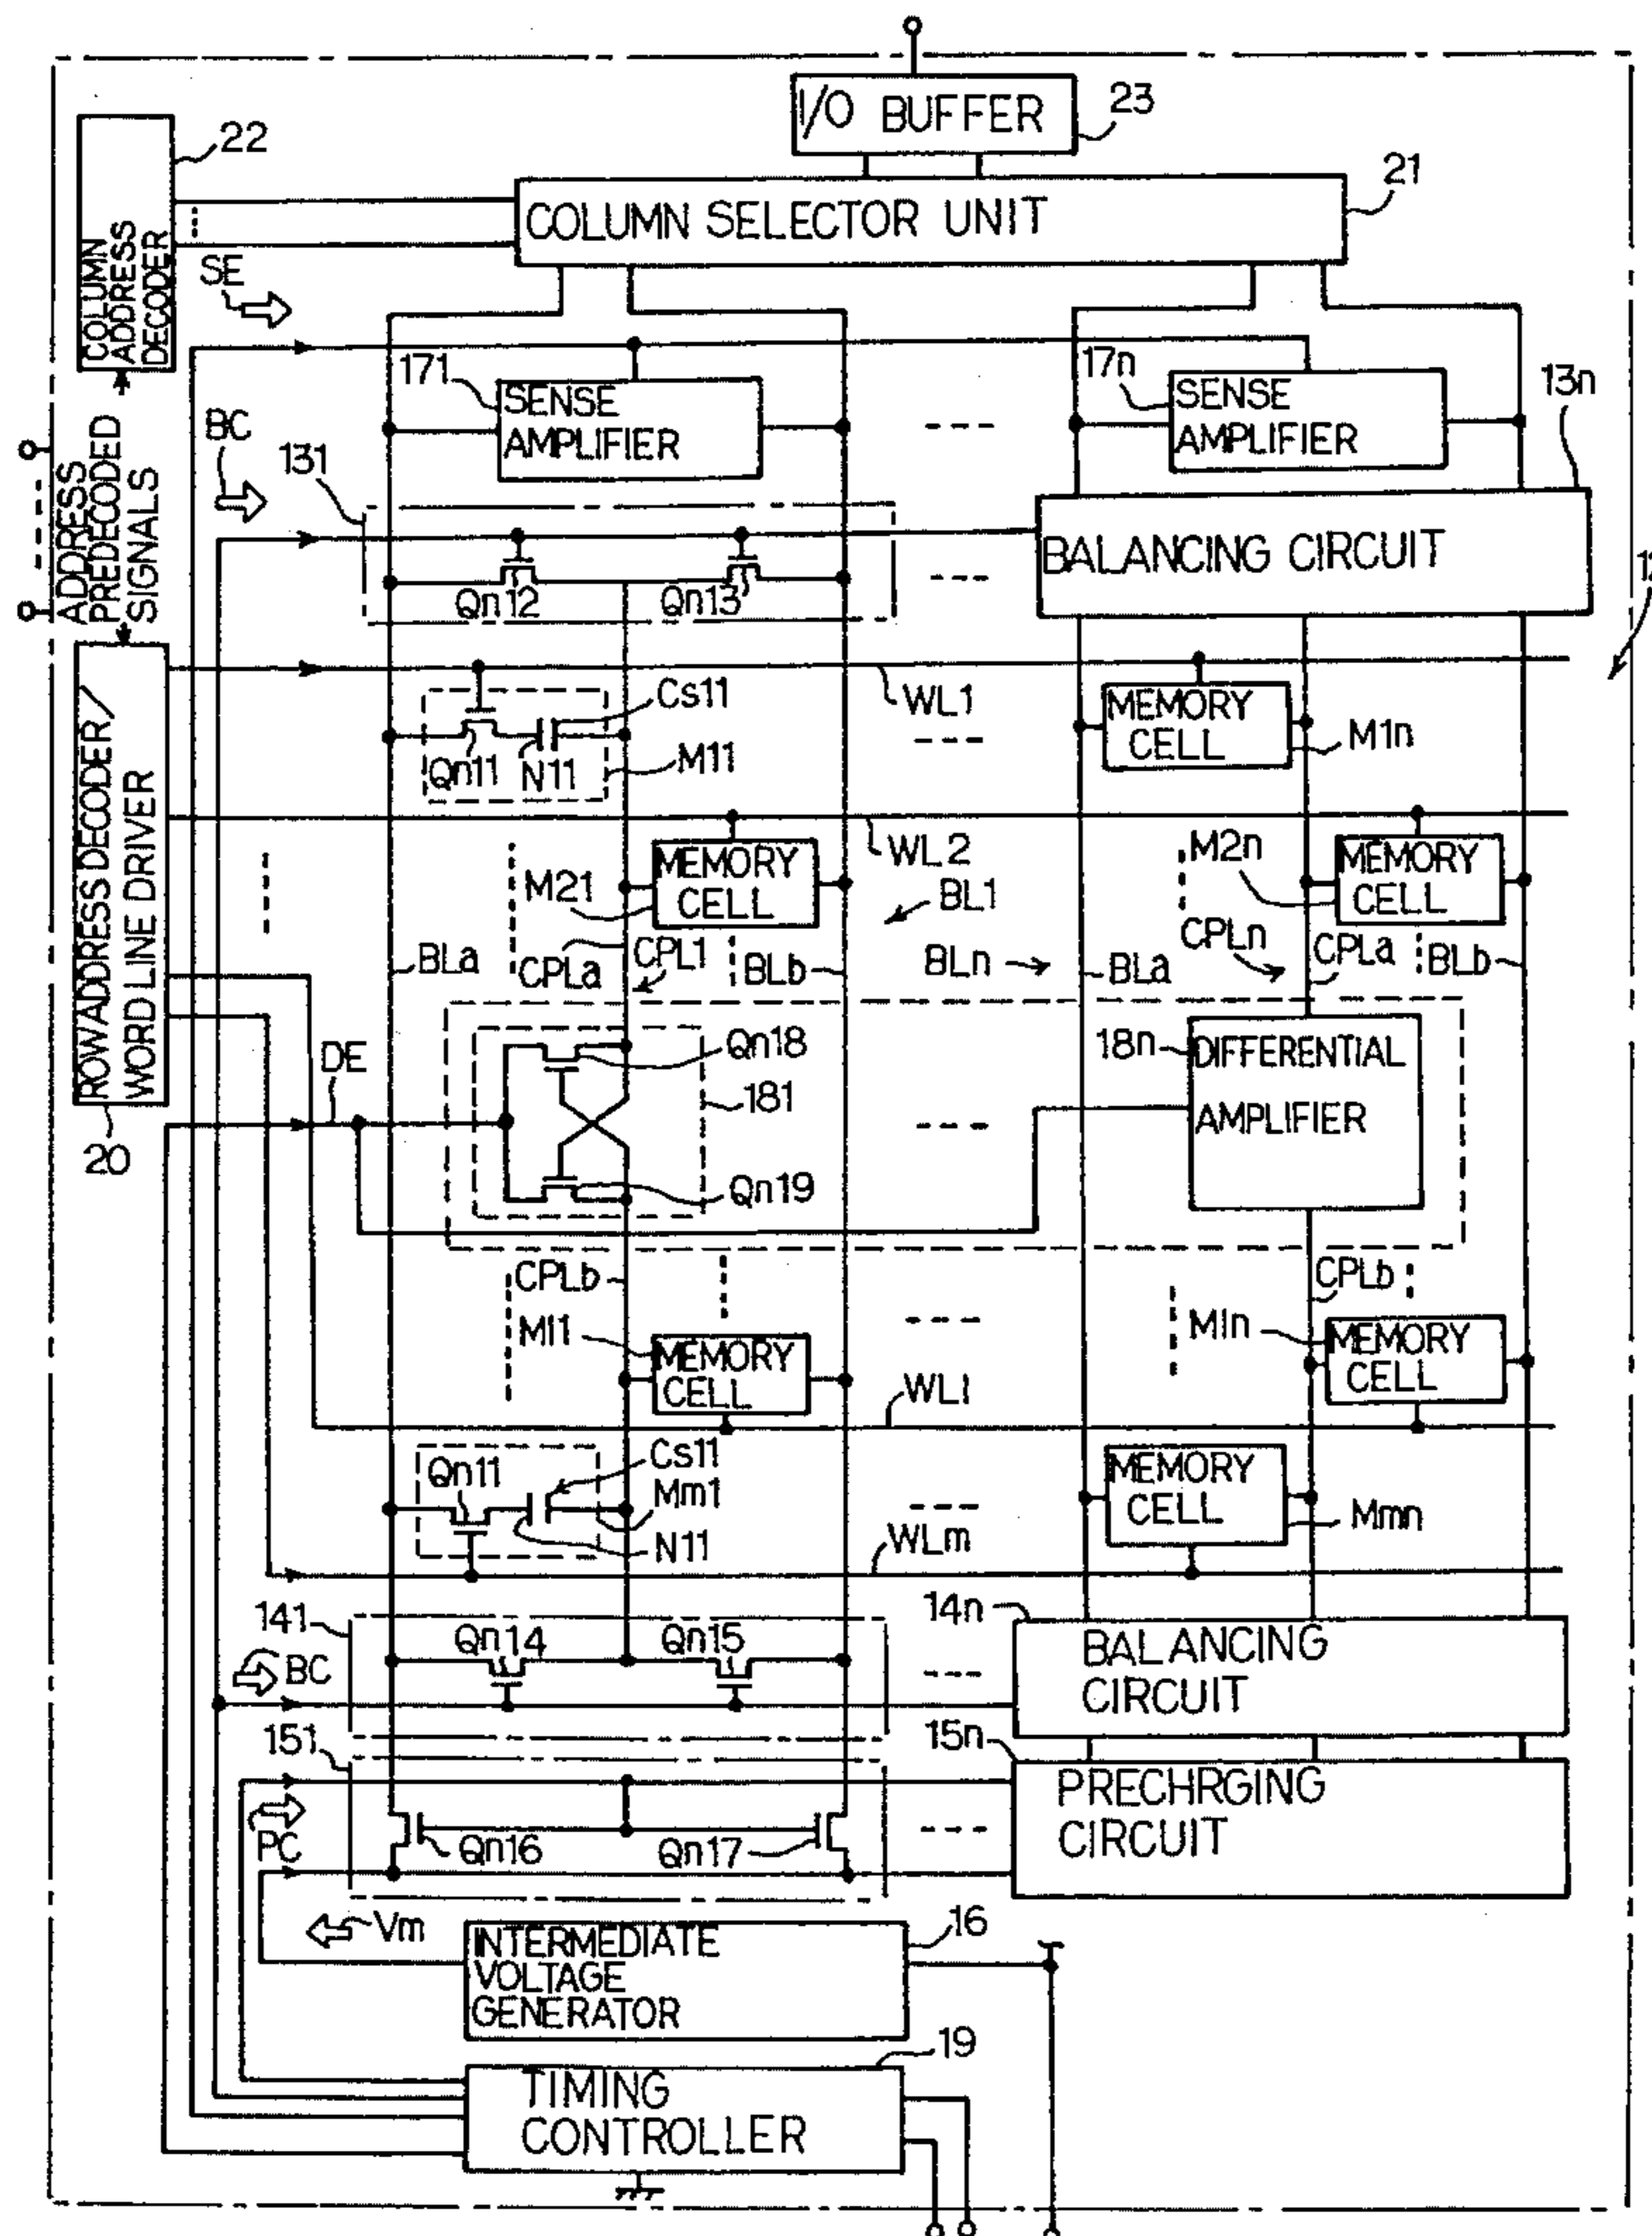 I/O BUFFER
23
22
COLUMN
ADDRESS
DECODER
21
COLUMN SELECTOR UNIT
SE
171
SENSE
AMPLIFIER
17n
SENSE
AMPLIFIER
13n
BC
131
ADDRESS
PREDECODED
SIGNALS
Qn12
Qn13
BALANCING CIRCUIT
ROW ADDRESS DECODER/
WORD LINE DRIVER
20
WL1
Cs11
Qn11
N11
M11
MEMORY
CELL
M1n
WL2
M21
MEMORY
CELL
M2n
MEMORY
CELL
BL1
BLa
CPLa
CPL1
BLb
BLn
BLa
CPLn
CPLa
BLb
DE
Qn18
181
Qn19
18n
DIFFERENTIAL
AMPLIFIER
CPLb
CPLb
Ml1
MEMORY
CELL
Mln
MEMORY
CELL
WLl
Qn11
Cs11
Mm1
N11
MEMORY
CELL
Mmn
WLm
141
Qn14
Qn15
14n
BALANCING
CIRCUIT
BC
151
15n
PRECHRGING
CIRCUIT
PC
Qn16
Qn17
Vm
16
INTERMEDIATE
VOLTAGE
GENERATOR
19
TIMING
CONTROLLER